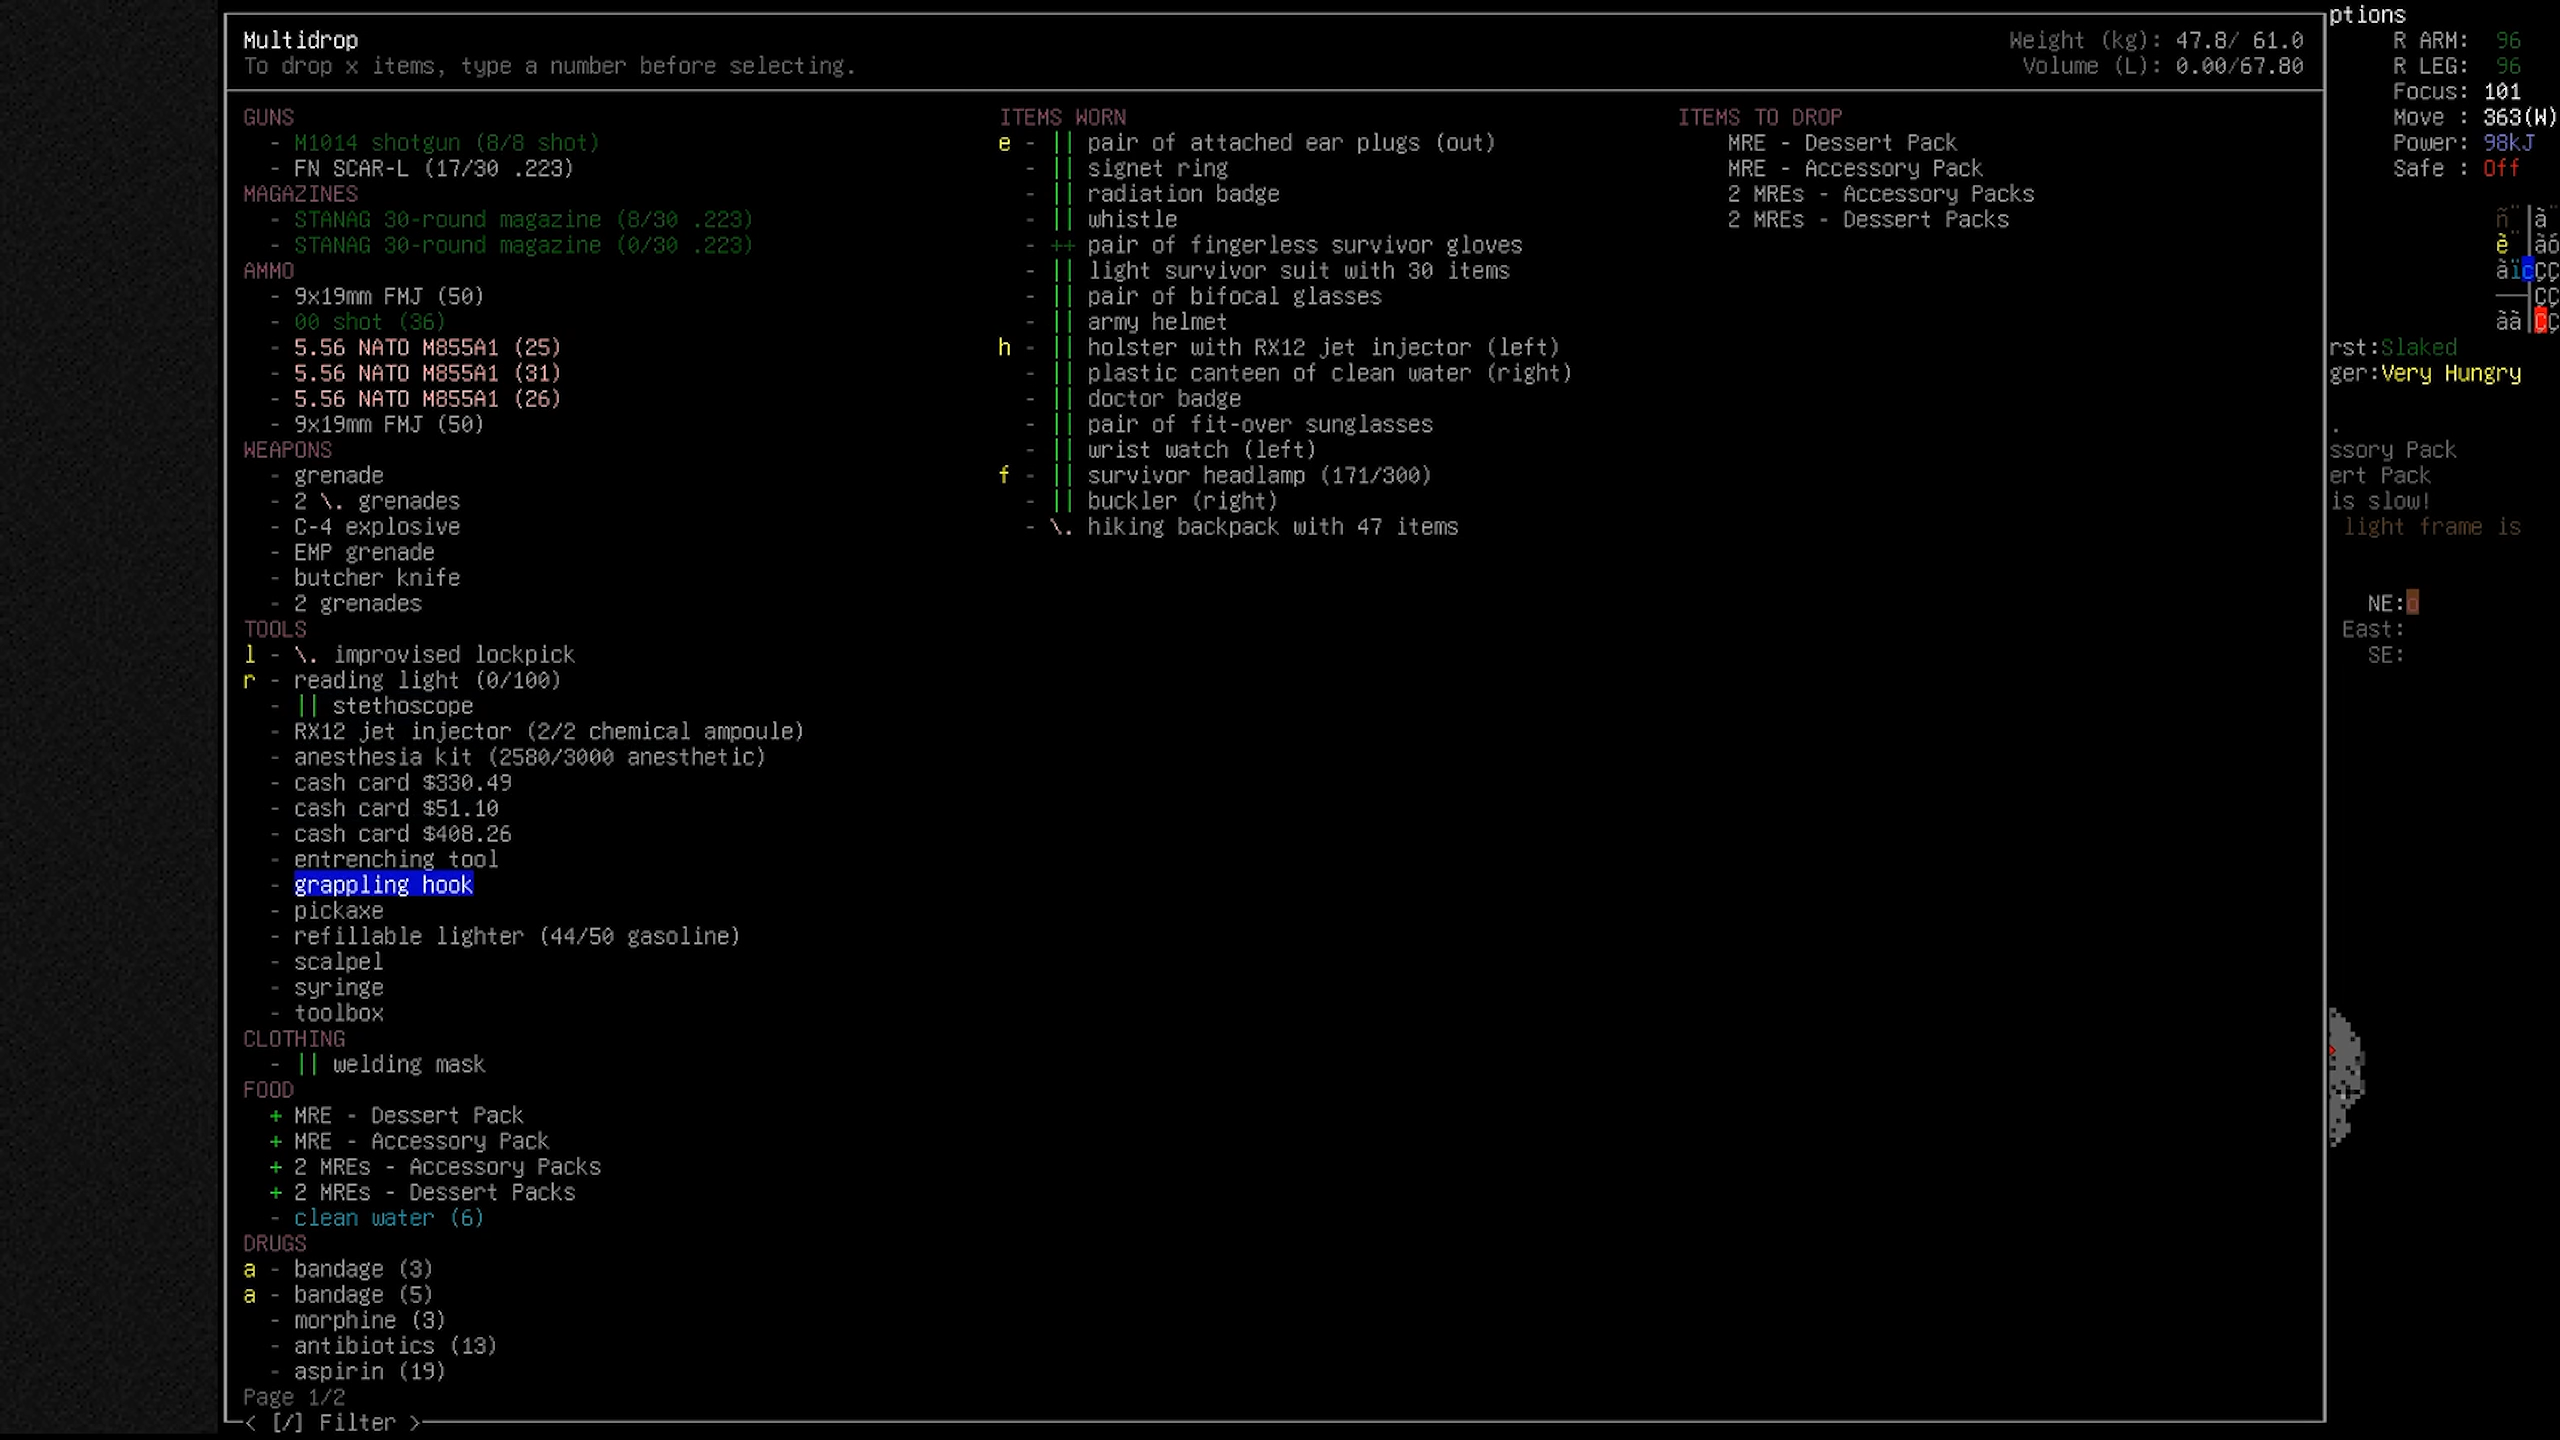 Multidrop
To drop x items, type a number before selecting.
Weight (kg): 47.8/ 61.0
Volume (L): 0.00/67.80
GUNS
- M1014 shotgun (8/8 shot)
- FN SCAR-L (17/30 .223)
MAGAZINES
- STANAG 30-round magazine (8/30 .223)
- STANAG 30-round magazine (0/30 .223)
AMMO
- 9x19mm FMJ (50)
- 00 shot (36)
- 5.56 NATO M855A1 (25)
- 5.56 NATO M855A1 (31)
- 5.56 NATO M855A1 (26)
- 9x19mm FMJ (50)
WEAPONS
- grenade
- 2 \. grenades
- C-4 explosive
- EMP grenade
- butcher knife
- 2 grenades
TOOLS
l - \. improvised lockpick
r - reading light (0/100)
- || stethoscope
- RX12 jet injector (2/2 chemical ampoule)
- anesthesia kit (2580/3000 anesthetic)
- cash card $330.49
- cash card $51.10
- cash card $408.26
- entrenching tool
- grappling hook
- pickaxe
- refillable lighter (44/50 gasoline)
- scalpel
- syringe
- toolbox
CLOTHING
- || welding mask
FOOD
+ MRE - Dessert Pack
+ MRE - Accessory Pack
+ 2 MREs - Accessory Packs
+ 2 MREs - Dessert Packs
- clean water (6)
DRUGS
a - bandage (3)
a - bandage (5)
- morphine (3)
- antibiotics (13)
- aspirin (19)
Page 1/2
< [/] Filter >
ITEMS WORN
e - || pair of attached ear plugs (out)
- || signet ring
- || radiation badge
- || whistle
- ++ pair of fingerless survivor gloves
- || light survivor suit with 30 items
- || pair of bifocal glasses
- || army helmet
h - || holster with RX12 jet injector (left)
- || plastic canteen of clean water (right)
- || doctor badge
- || pair of fit-over sunglasses
- || wrist watch (left)
f - || survivor headlamp (171/300)
- || buckler (right)
- \. hiking backpack with 47 items
ITEMS TO DROP
MRE - Dessert Pack
MRE - Accessory Pack
2 MREs - Accessory Packs
2 MREs - Dessert Packs
ptions
R ARM: 96
R LEG: 96
Focus: 101
Move : 363(W)
Power: 98kJ
Safe : Off
rst:Slaked
ger:Very Hungry
.
ssory Pack
ert Pack
is slow!
light frame is
NE:o
East:
SE: